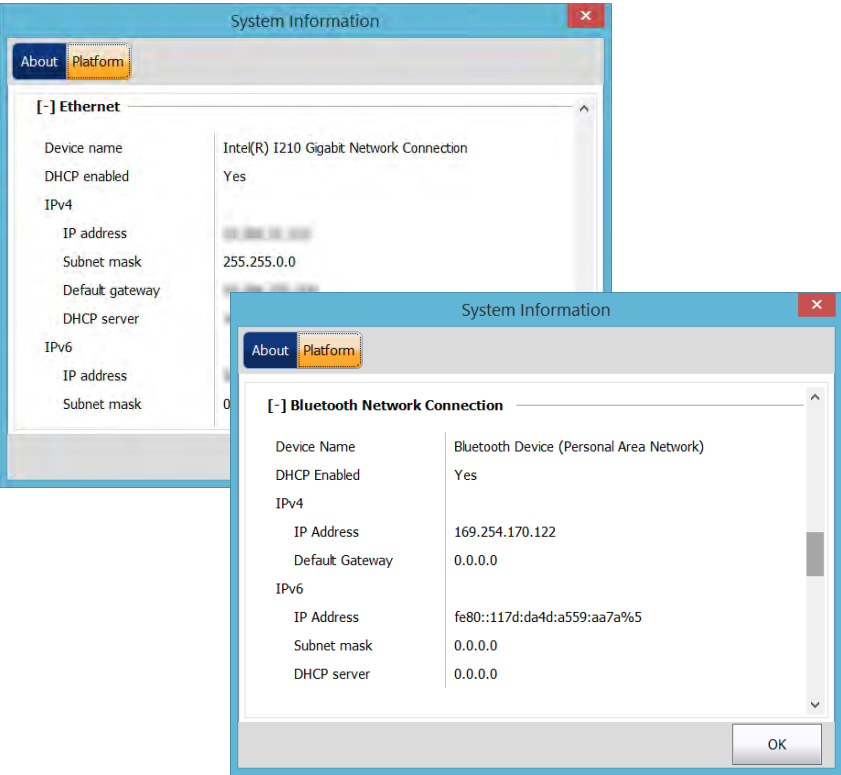 System Information
About Platform
[-] Ethernet
Device name Intel(R) I210 Gigabit Network Connection
DHCP enabled Yes
IPv4
IP address
Subnet mask 255.255.0.0
Default gateway
DHCP server
IPv6
IP address
Subnet mask 0
System Information
About Platform
[-] Bluetooth Network Connection
Device Name Bluetooth Device (Personal Area Network)
DHCP Enabled Yes
IPv4
IP Address 169.254.170.122
Default Gateway 0.0.0.0
IPv6
IP Address fe80::117d:da4d:a559:aa7a%5
Subnet mask 0.0.0.0
DHCP server 0.0.0.0
OK